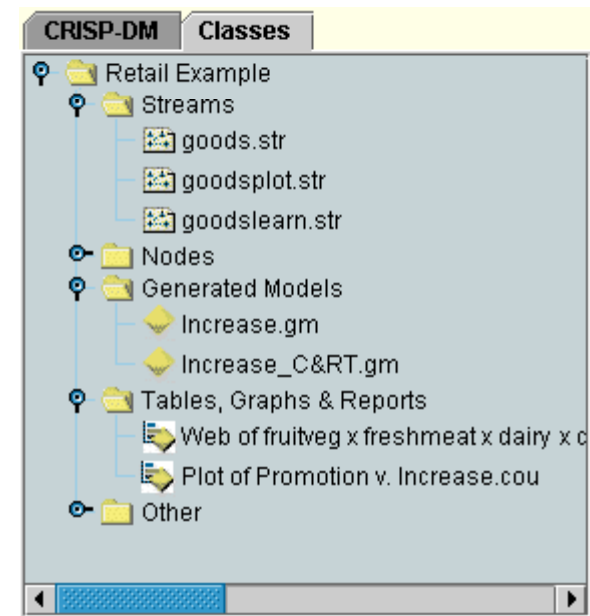 CRISP-DM Classes
Retail Example
Streams
goods.str
goodsplot.str
goodslearn.str
Nodes
Generated Models
Increase.gm
Increase_C&RT.gm
Tables, Graphs & Reports
Web of fruitveg x freshmeat x dairy x c
Plot of Promotion v. Increase.cou
Other